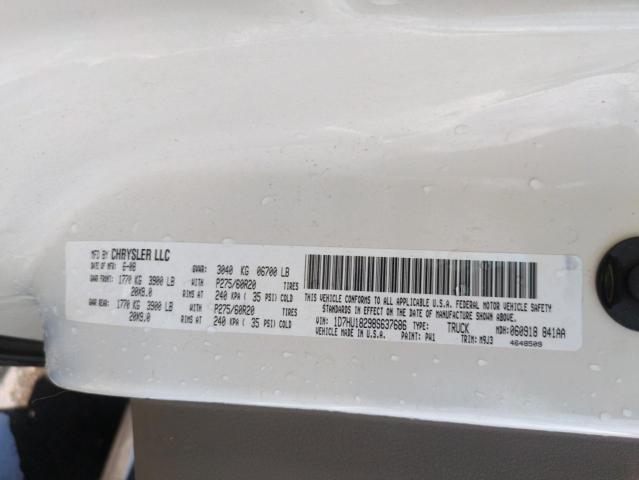 MFD BY CHRYSLER LLC
DATE OF MFR 6-08 GVWR: 3040 KG 06700 LB
GAWR FRONT: 1770 KG 3900 LB WITH P275/60R20 TIRES
20X9.0 RIMS AT 240 KPA ( 35 PSI) COLD
GAWR REAR: 1770 KG 3900 LB WITH P275/60R20 TIRES
20X9.0 RIMS AT 240 KPA ( 35 PSI) COLD
THIS VEHICLE CONFORMS TO ALL APPLICABLE U.S.A. FEDERAL MOTOR VEHICLE SAFETY
STANDARDS IN EFFECT ON THE DATE OF MANUFACTURE SHOWN ABOVE.
VIN: 1D7HU18298S637686 TYPE: TRUCK MDH: 060918 841AA
VEHICLE MADE IN U.S.A. PAINT: PW1 TRIM: M9J3
4648509